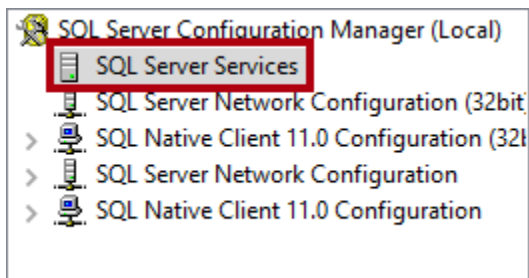 SQL Server Configuration Manager (Local)
SQL Server Services
SQL Server Network Configuration (32bit
SQL Native Client 11.0 Configuration (32
SQL Server Network Configuration
SQL Native Client 11.0 Configuration